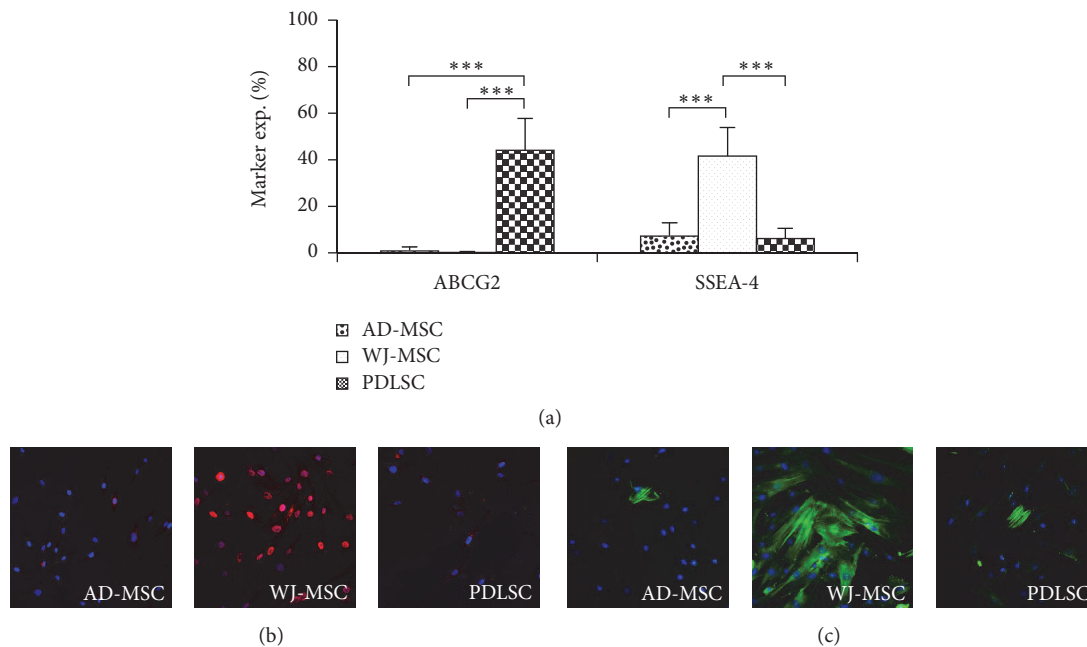 100
80
60
40
20
0
Marker exp. (%)
***
***
***
***
ABCG2
SSEA-4
AD-MSC
WJ-MSC
PDLSC
(a)
AD-MSC
WJ-MSC
PDLSC
AD-MSC
WJ-MSC
PDLSC
(b)
(c)